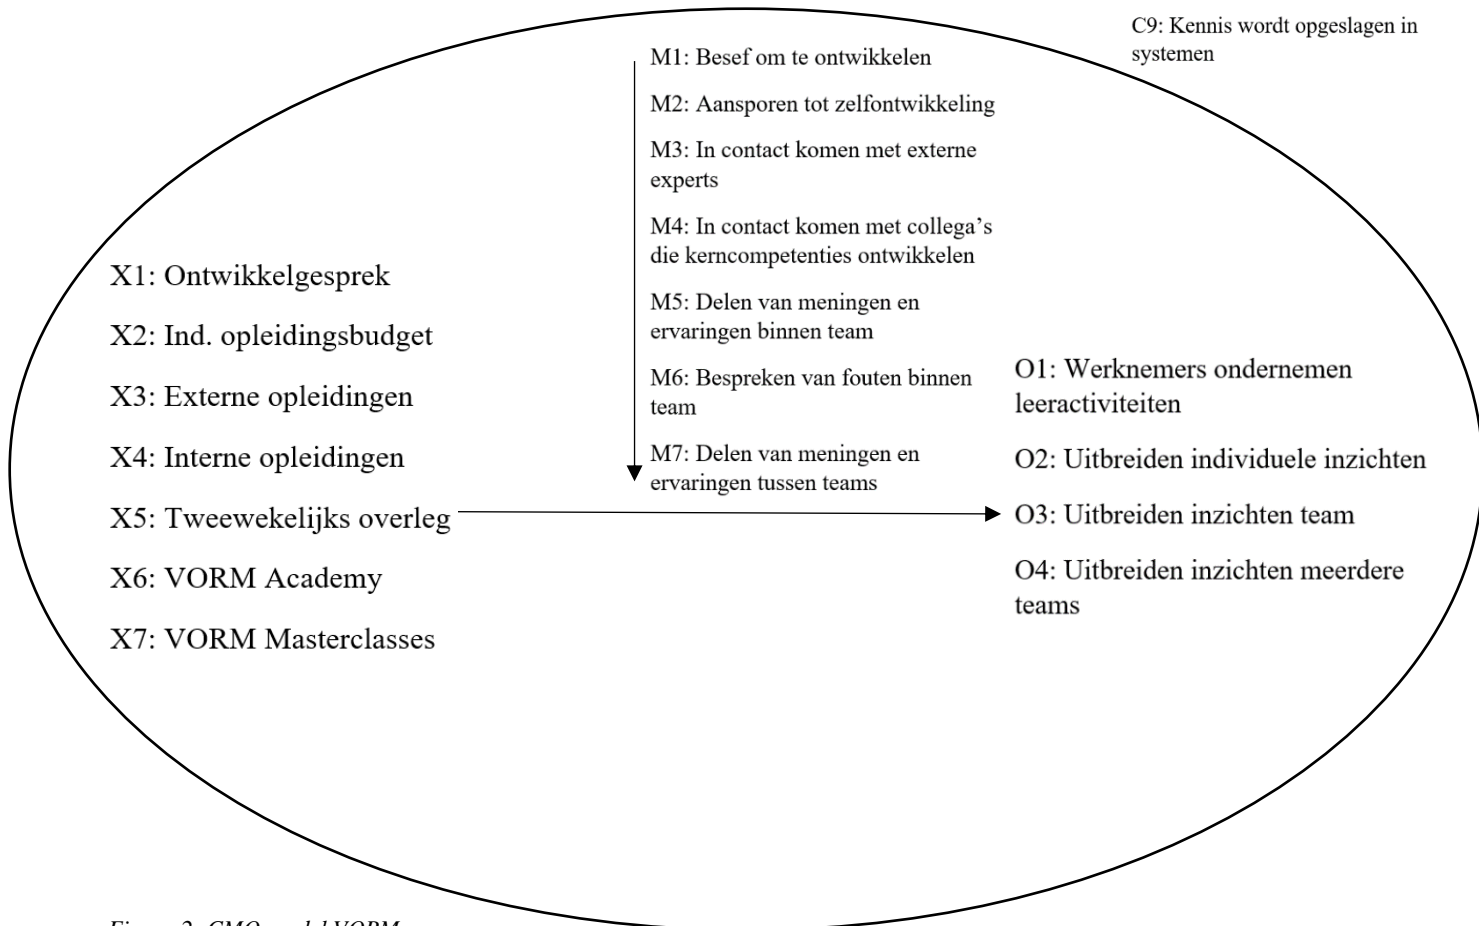 C9: Kennis wordt opgeslagen in
systemen
M1: Besef om te ontwikkelen
M2: Aansporen tot zelfontwikkeling
M3: In contact komen met externe
experts
M4: In contact komen met collega’s
die kerncompetenties ontwikkelen
M5: Delen van meningen en
ervaringen binnen team
M6: Bespreken van fouten binnen
team
M7: Delen van meningen en
ervaringen tussen teams
X1: Ontwikkelgesprek
X2: Ind. opleidingsbudget
X3: Externe opleidingen
X4: Interne opleidingen
X5: Tweewekelijks overleg
X6: VORM Academy
X7: VORM Masterclasses
O1: Werknemers ondernemen
leeractiviteiten
O2: Uitbreiden individuele inzichten
O3: Uitbreiden inzichten team
O4: Uitbreiden inzichten meerdere
teams